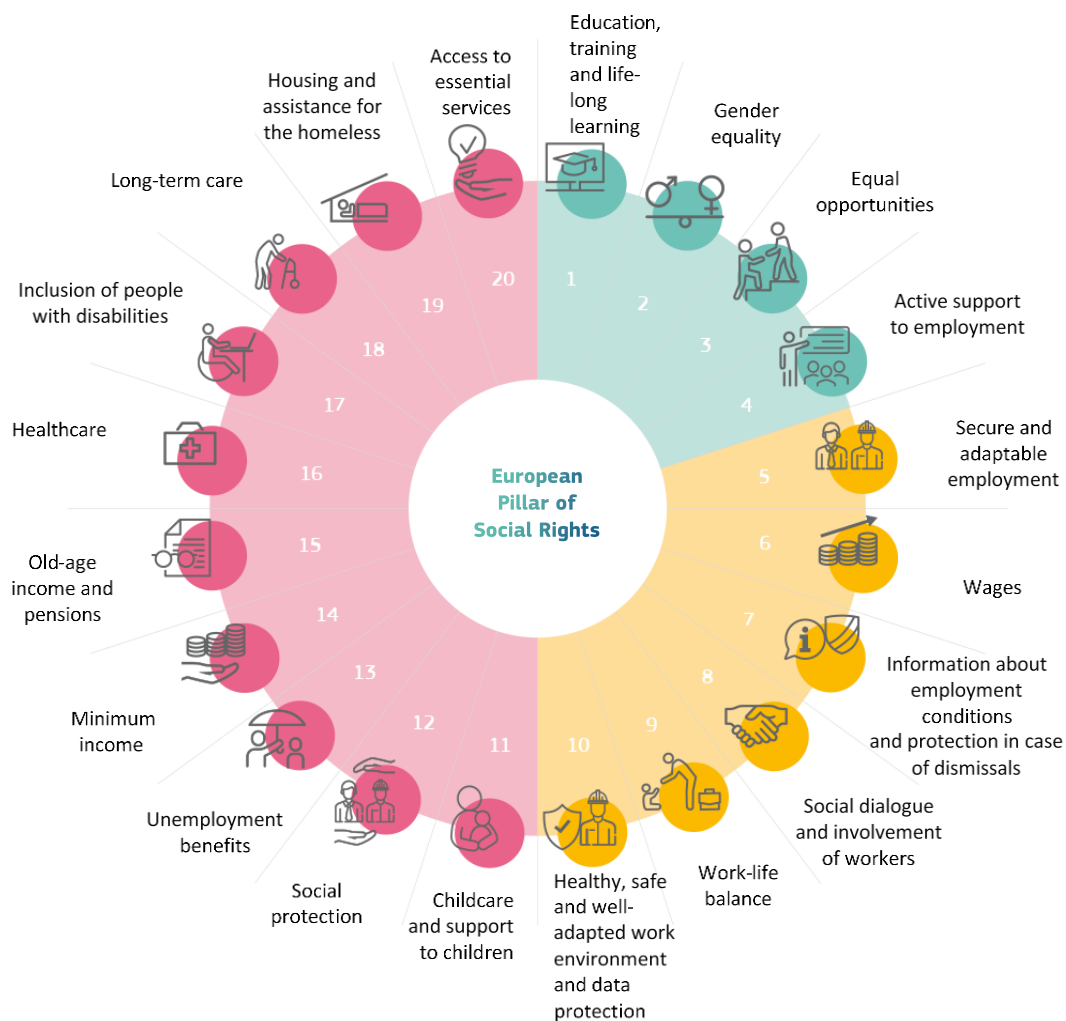 Education,
training
and life-
long
learning
Gender
equality
Equal
opportunities
Active support
to employment
Secure and
adaptable
employment
Wages
Information about
employment
conditions
and protection in case
of dismissals
Social dialogue
and involvement
of workers
Work-life
balance
Healthy, safe
and well-
adapted work
environment
and data
protection
Childcare
and support
to children
Social
protection
Unemployment
benefits
Minimum
income
Old-age
income and
pensions
Healthcare
Inclusion of people
with disabilities
Long-term care
Housing and
assistance for
the homeless
Access to
essential
services
1
2
3
4
5
6
7
8
9
10
11
12
13
14
15
16
17
18
19
20
i
European
Pillar of
Social Rights